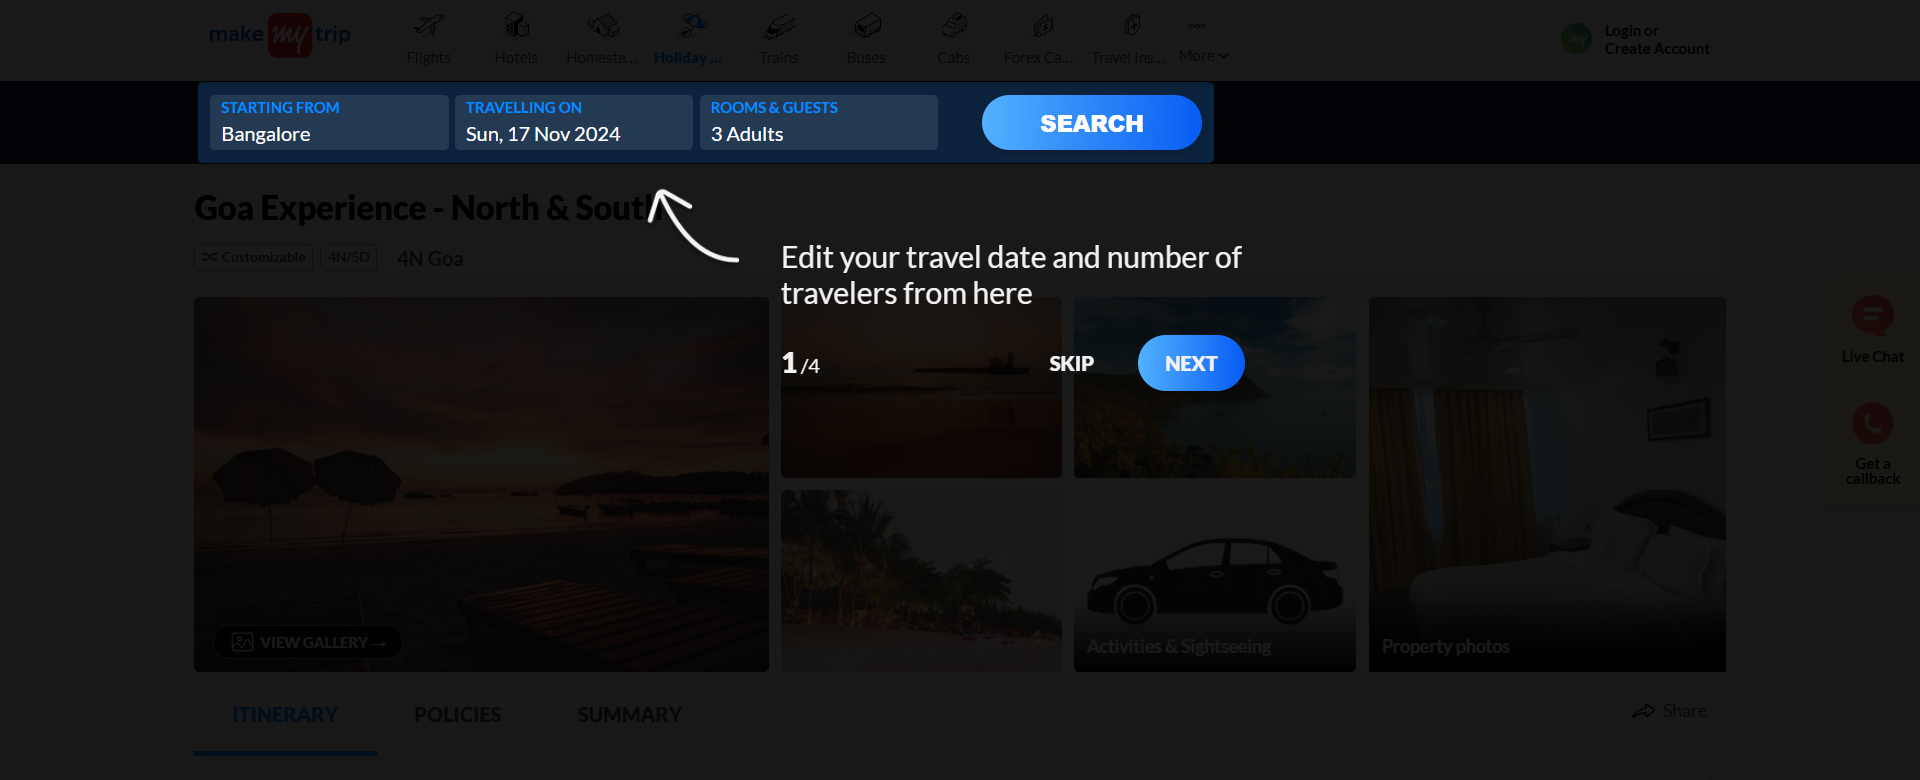 make my trip
Flights
Hotels
Homesta...
Holiday ...
Trains
Buses
Cabs
Forex Ca...
Travel Ins...
More
my
Login or
Create Account
STARTING FROM
Bangalore
TRAVELLING ON
Sun, 17 Nov 2024
ROOMS & GUESTS
3 Adults
SEARCH
Goa Experience - North & South
Customizable
4N/5D
4N Goa
Edit your travel date and number of
travelers from here
1/4
SKIP
NEXT
Live Chat
Get a
callback
VIEW GALLERY→
Activities & Sightseeing
Property photos
ITINERARY
POLICIES
SUMMARY
Share